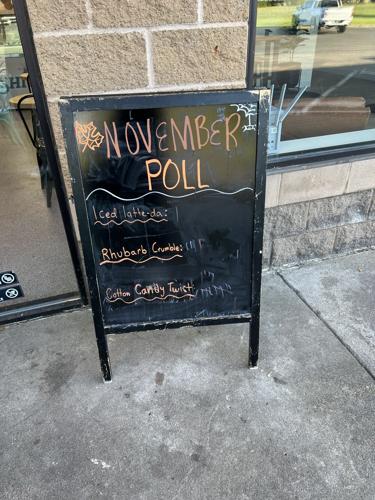 NOVEMBER
POLL
Iced latte-da:
Rhubarb Crumble:
Cotton Candy Twist: